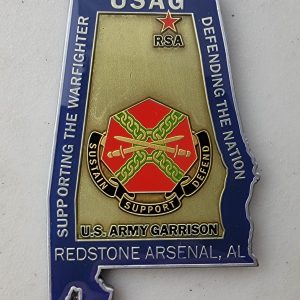 USAG
RSA
SUPPORTING THE WARFIGHTER
DEFENDING THE NATION
SUSTAIN SUPPORT DEFEND
U.S. ARMY GARRISON
REDSTONE ARSENAL, AL